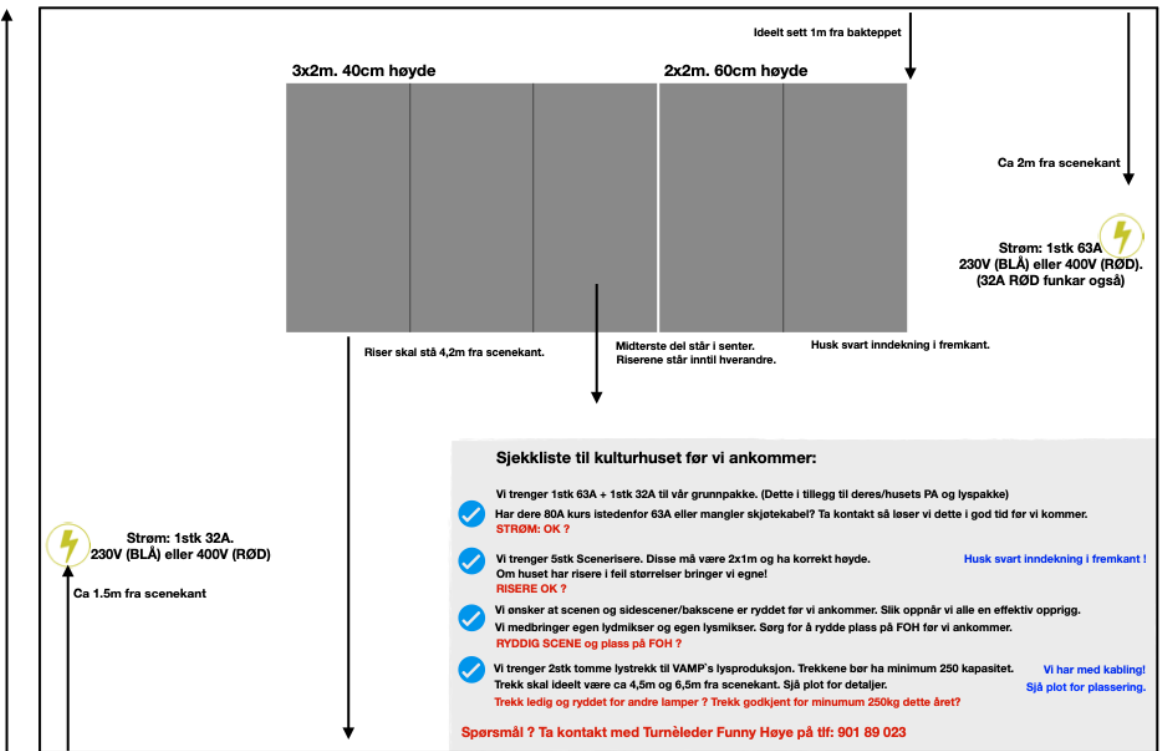 Ideelt sett 1m fra bakteppet
3x2m. 40cm høyde
2x2m. 60cm høyde
Ca 2m fra scenekant
Strøm: 1stk 63A
230V (BLÅ) eller 400V (RØD).
(32A RØD funkar også)
Riser skal stå 4,2m fra scenekant.
Midterste del står i senter.
Riserene står inntil hverandre.
Husk svart inndekning i fremkant.
Strøm: 1stk 32A.
230V (BLÅ) eller 400V (RØD)
Ca 1.5m fra scenekant
Sjekkliste til kulturhuset før vi ankommer:
Vi trenger 1stk 63A + 1stk 32A til vår grunnpakke. (Dette i tillegg til deres/husets PA og lyspakke)
Har dere 80A kurs istedenfor 63A eller mangler skjøtekabel? Ta kontakt så løser vi dette i god tid før vi kommer.
STRØM: OK ?
Vi trenger 5stk Scenerisere. Disse må være 2x1m og ha korrekt høyde.
Husk svart inndekning i fremkant !
Om huset har risere i feil størrelser bringer vi egne!
RISERE OK ?
Vi ønsker at scenen og sidescener/bakscene er ryddet før vi ankommer. Slik oppnår vi alle en effektiv opprigg.
Vi medbringer egen lydmikser og egen lysmikser. Sørg for å rydde plass på FOH før vi ankommer.
RYDDIG SCENE og plass på FOH ?
Vi trenger 2stk tomme lystrekk til VAMP`s lysproduksjon. Trekkene bør ha minimum 250 kapasitet.
Vi har med kabling!
Trekk skal ideelt være ca 4,5m og 6,5m fra scenekant. Sjå plot for detaljer.
Sjå plot for plassering.
Trekk ledig og ryddet for andre lamper ? Trekk godkjent for minumum 250kg dette året?
Spørsmål ? Ta kontakt med Turnèleder Funny Høye på tlf: 901 89 023